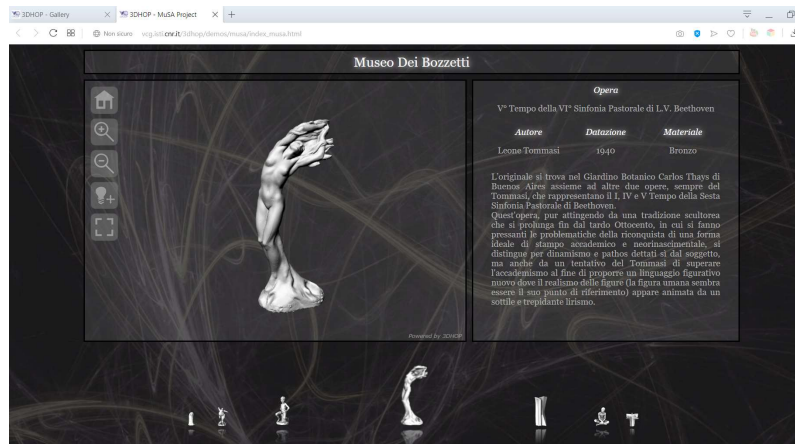 3DHOP - Gallery
3DHOP - MuSA Project
Non sicuro vcg.isti.cnr.it/3dhop/demos/musa/index_musa.html
Museo Dei Bozzetti
Opera
V° Tempo della VI° Sinfonia Pastorale di L.V. Beethoven
Autore Datazione Materiale
Leone Tommasi 1940 Bronzo
L'originale si trova nel Giardino Botanico Carlos Thays di
Buenos Aires assieme ad altre due opere, sempre del
Tommasi, che rappresentano il I, IV e V Tempo della Sesta
Sinfonia Pastorale di Beethoven.
Quest'opera, pur attingendo da una tradizione scultorea
che si prolunga fin dal tardo Ottocento, in cui si fanno
pressanti le problematiche della riconquista di una forma
ideale di stampo accademico e neorinascimentale, si
distingue per dinamismo e pathos dettati sì dal soggetto,
ma anche da un tentativo del Tommasi di superare
l'accademismo al fine di proporre un linguaggio figurativo
nuovo dove il realismo delle figure (la figura umana sembra
essere il suo punto di riferimento) appare animata da un
sottile e trepidante lirismo.
Powered by 3DHOP